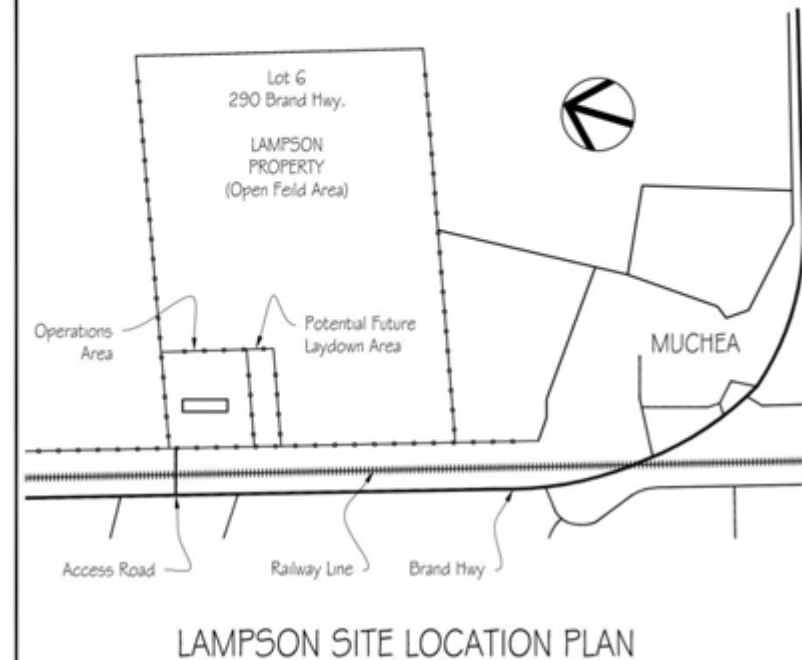 Lot 6
290 Brand Hwy.
LAMPSON
PROPERTY
(Open Feild Area)
Operations
Area
Potential Future
Laydown Area
MUCHEA
Access Road
Railway Line
Brand Hwy
LAMPSON SITE LOCATION PLAN